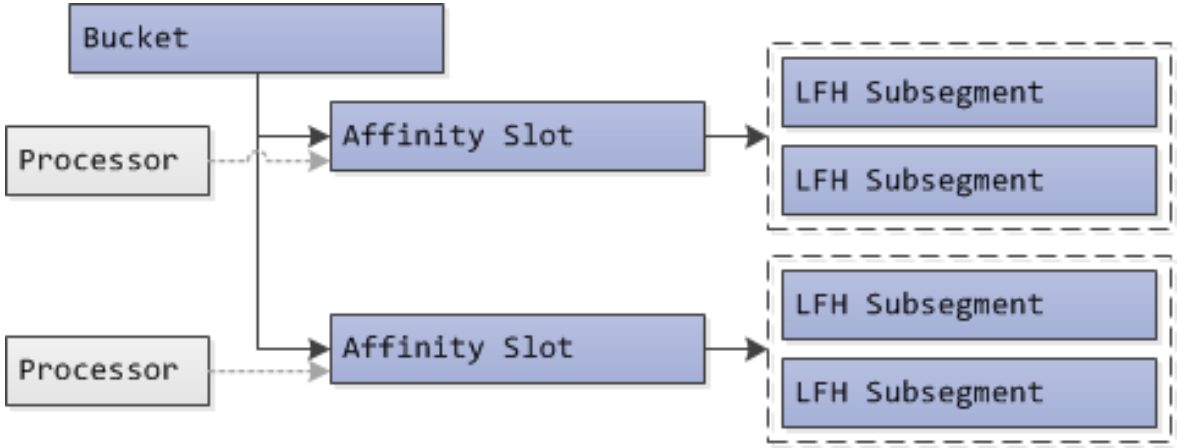 Bucket
LFH Subsegment
Affinity Slot
Processor
LFH Subsegment
LFH Subsegment
Affinity Slot
Processor
LFH Subsegment